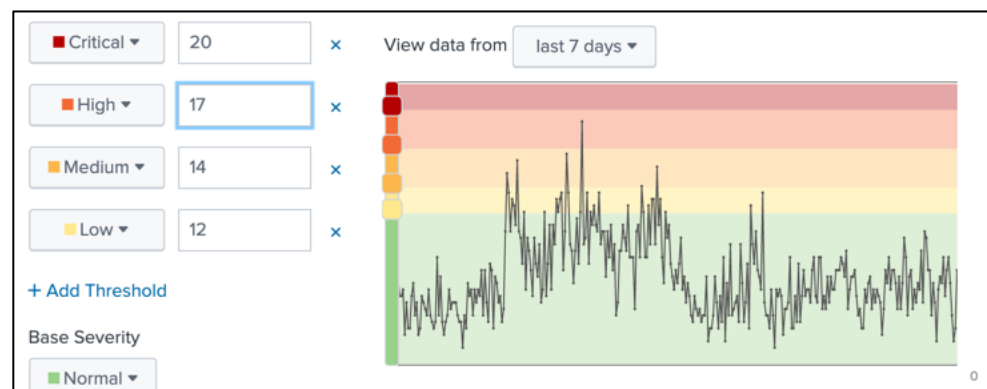 Critical 20 × View data from last 7 days
High 17 ×
Medium 14 ×
Low 12 ×
+ Add Threshold
Base Severity
Normal
0